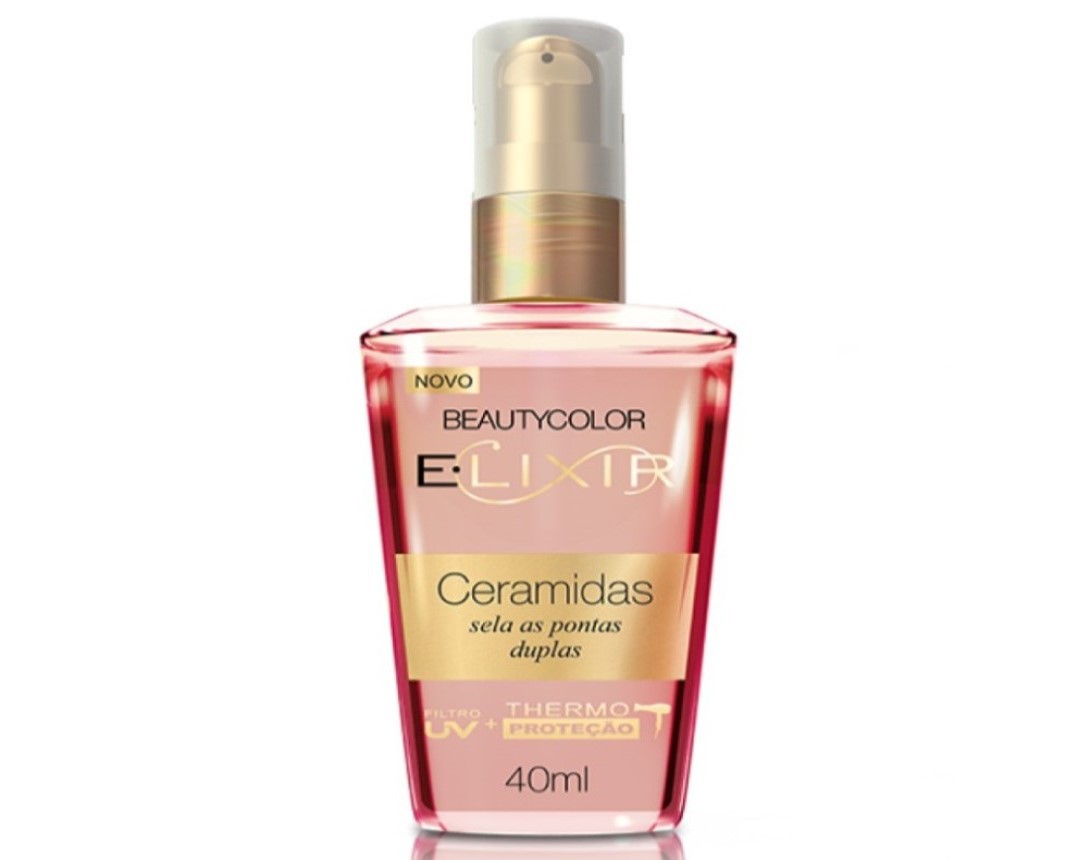 NOVO
BEAUTYCOLOR
E·LIXIR
Ceramidas
sela as pontas
duplas
FILTRO
UV + THERMO
PROTEÇÃO
40ml